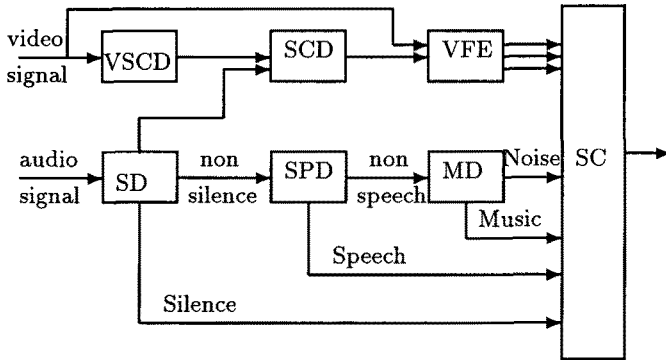 video
signal
VSCD
SCD
VFE
audio
signal
SD
non
silence
SPD
non
speech
MD
Noise
SC
Music
Speech
Silence